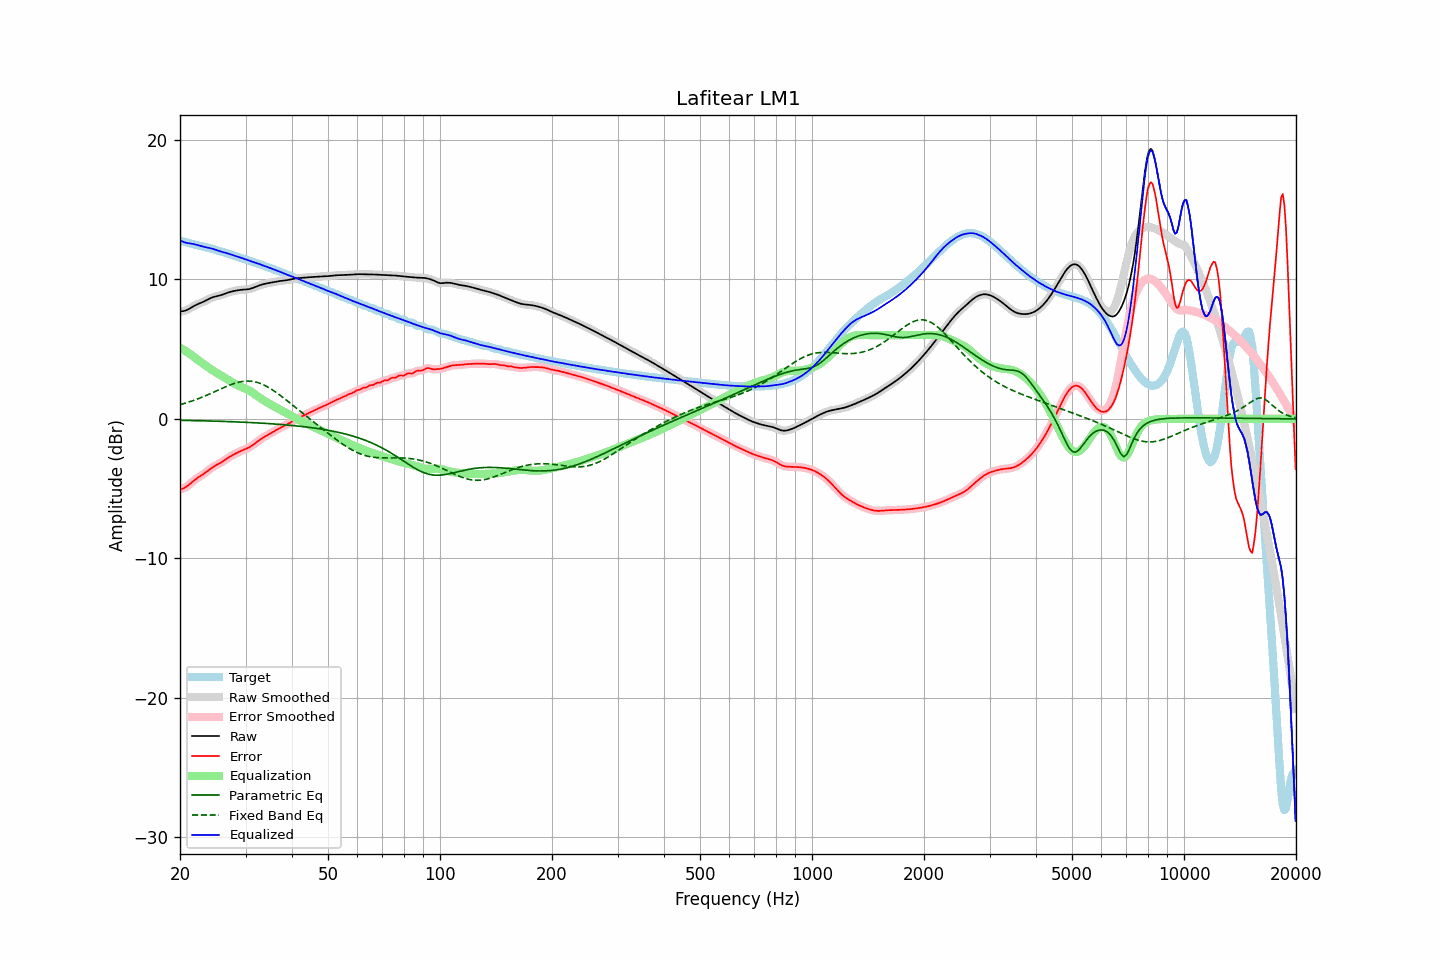 Lafitear LM1
20
10
0
−10
−20
−30
Amplitude (dBr)
Target
Raw Smoothed
Error Smoothed
Raw
Error
Equalization
Parametric Eq
Fixed Band Eq
Equalized
20 50 100 200 500 1000 2000 5000 10000 20000
Frequency (Hz)